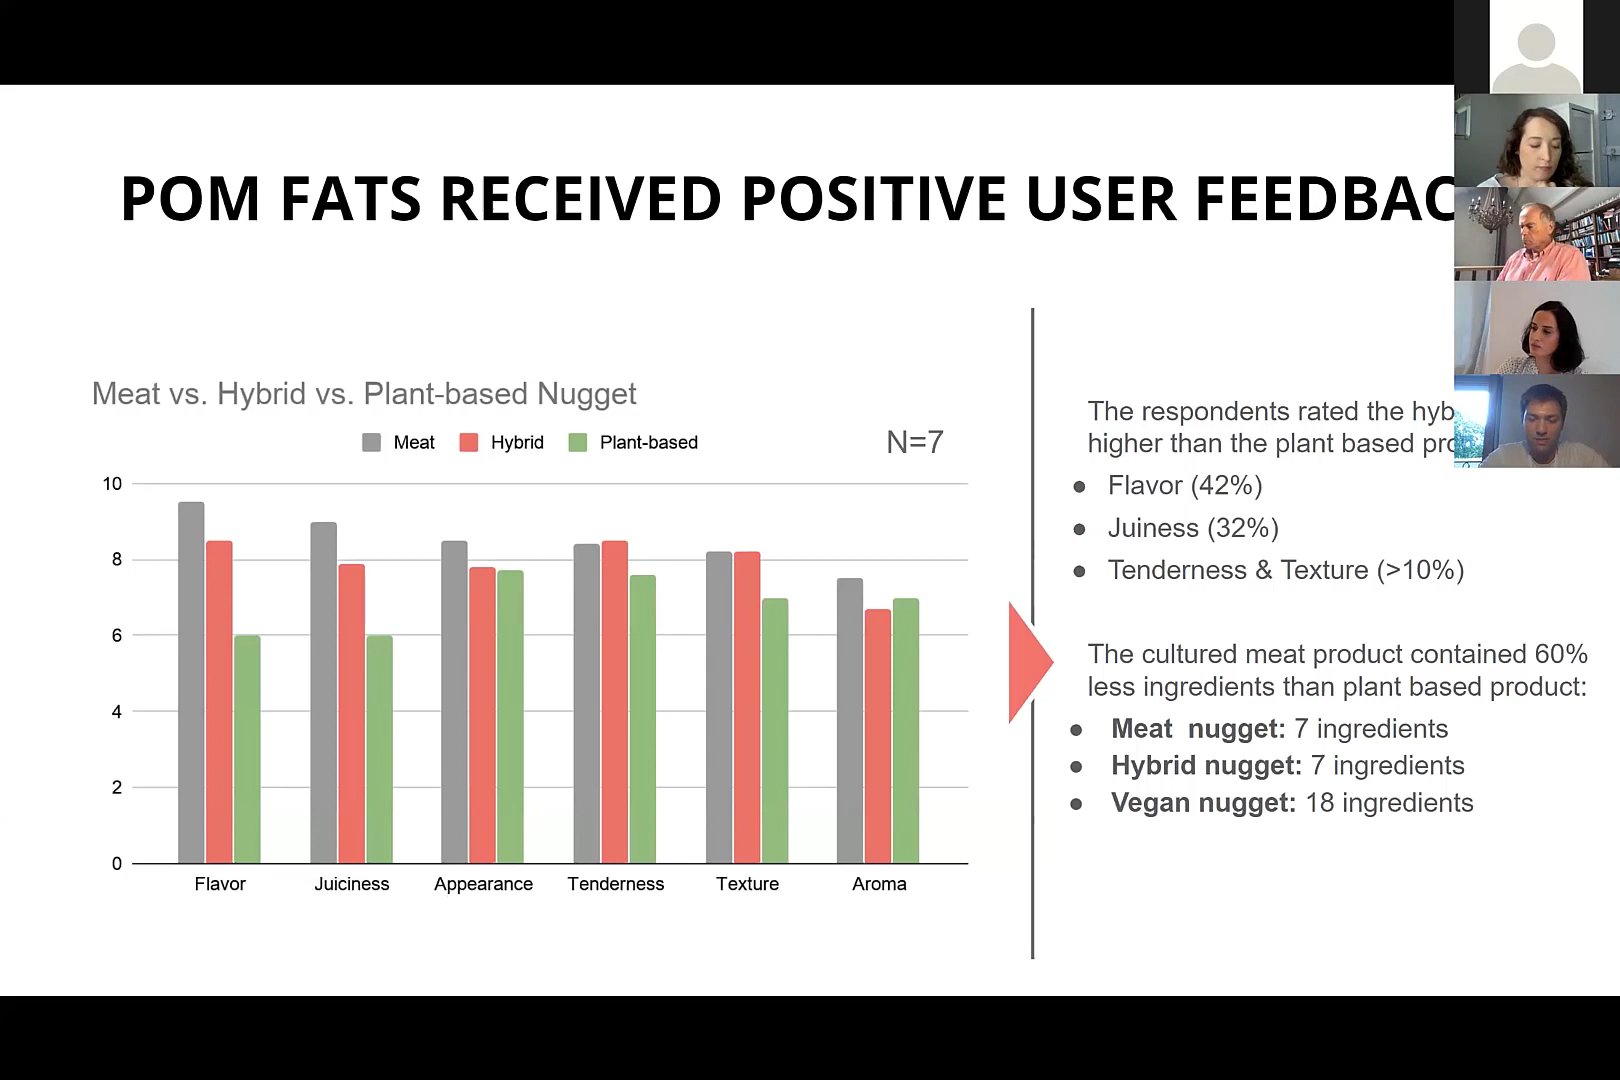 POM FATS RECEIVED POSITIVE USER FEEDBAC
Meat vs. Hybrid vs. Plant-based Nugget
Meat Hybrid Plant-based
N=7
10
8
6
4
2
0
Flavor Juiciness Appearance Tenderness Texture Aroma
The respondents rated the hyb
higher than the plant based pro
● Flavor (42%)
● Juiness (32%)
● Tenderness & Texture (>10%)
The cultured meat product contained 60%
less ingredients than plant based product:
● Meat nugget: 7 ingredients
● Hybrid nugget: 7 ingredients
● Vegan nugget: 18 ingredients